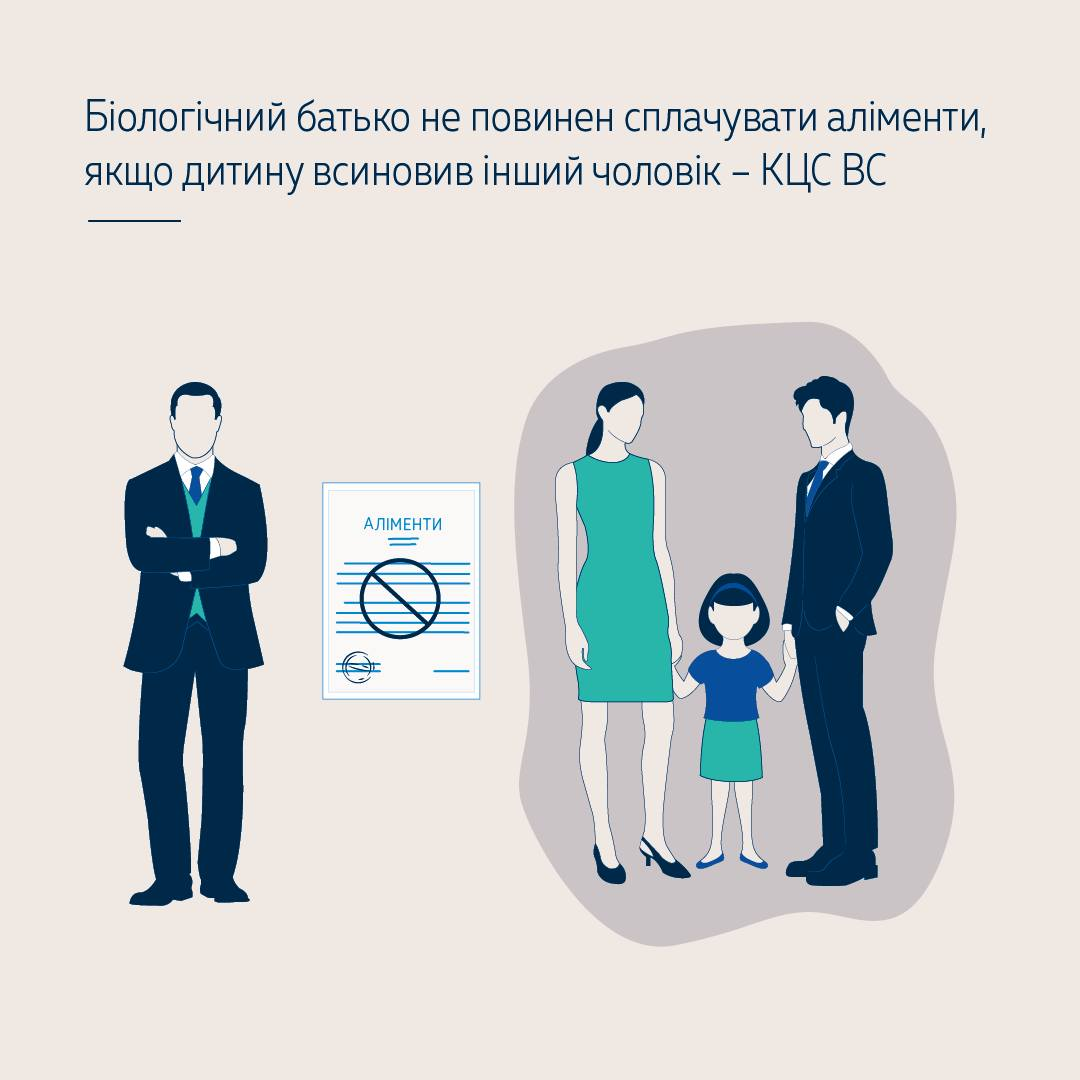 Біологічний батько не повинен сплачувати аліменти,
якщо дитину всиновив інший чоловік – КЦС ВС
АЛІМЕНТИ